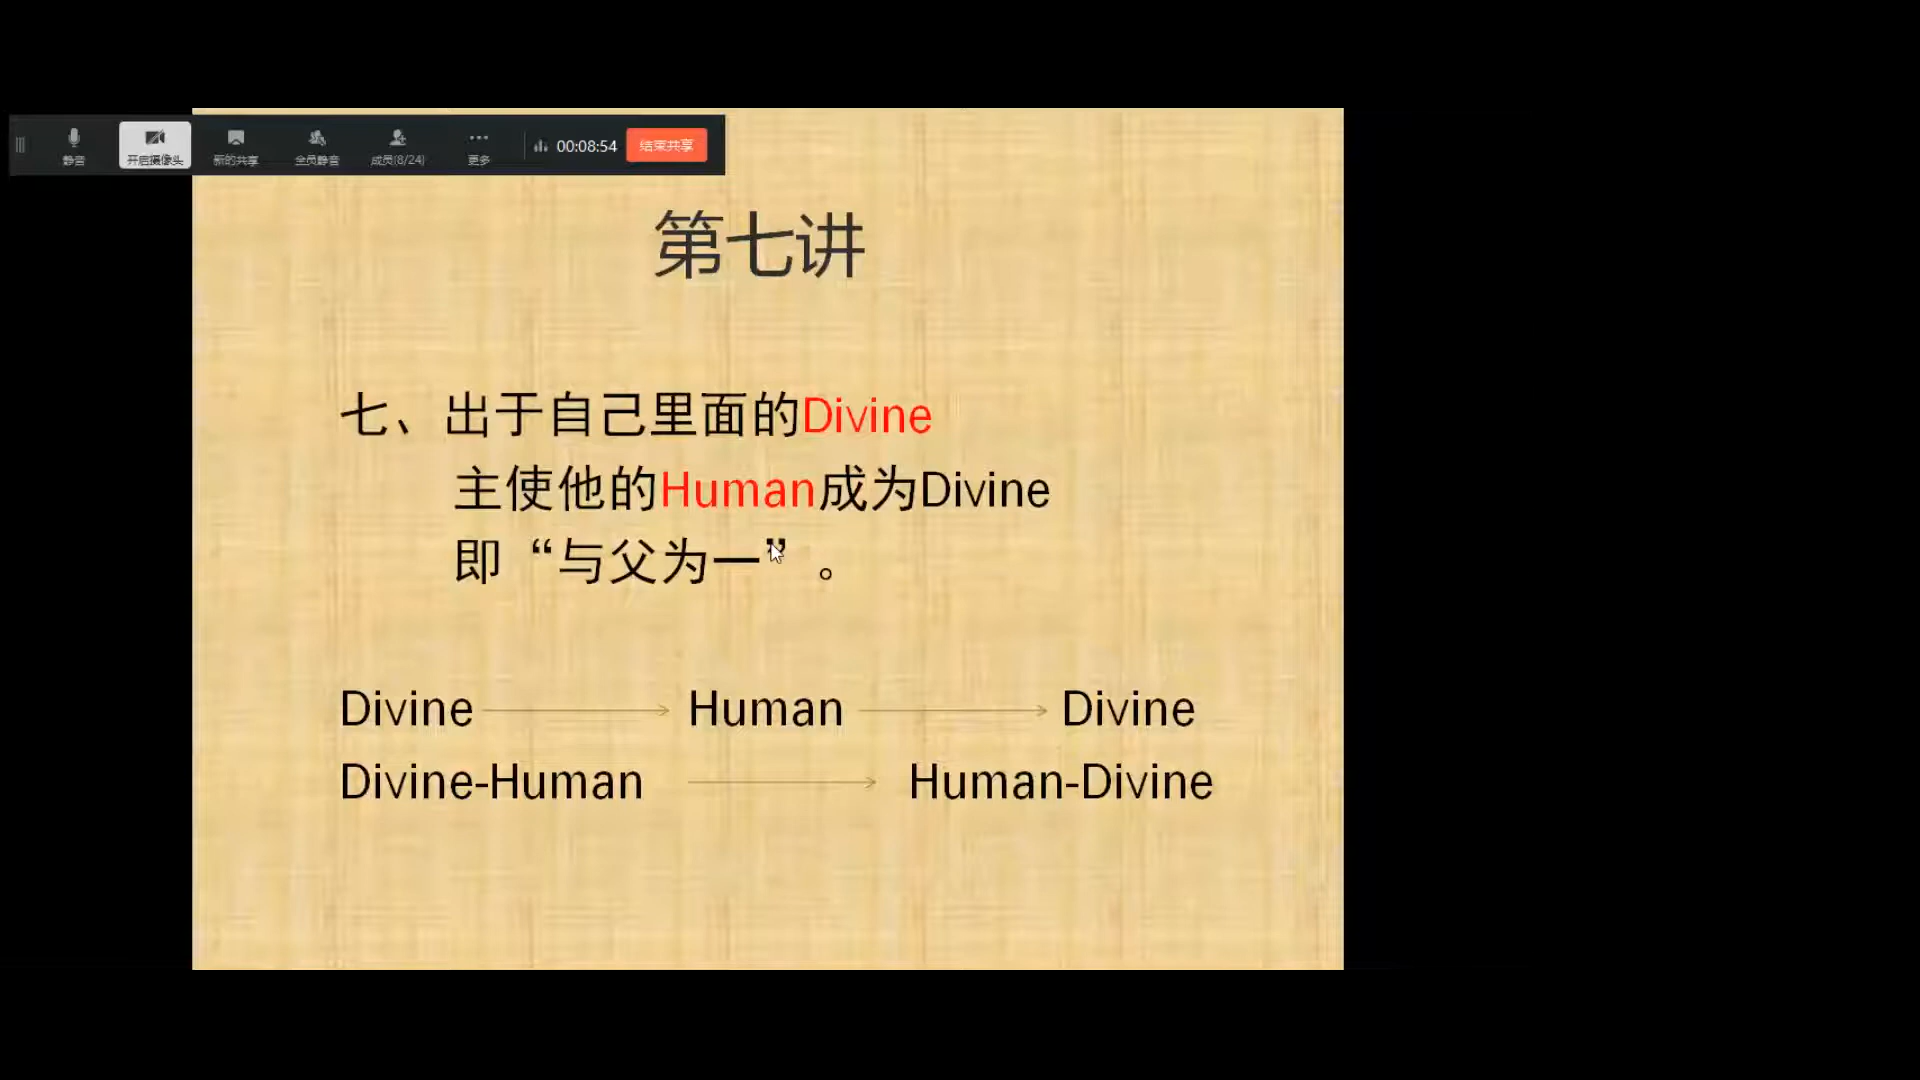 静音 开启摄像头 新的共享 全员静音 成员(8/24) 更多 00:08:54 结束共享
第七讲
七、出于自己里面的Divine
主使他的Human成为Divine
即“与父为一”。
Divine Human Divine
Divine-Human Human-Divine